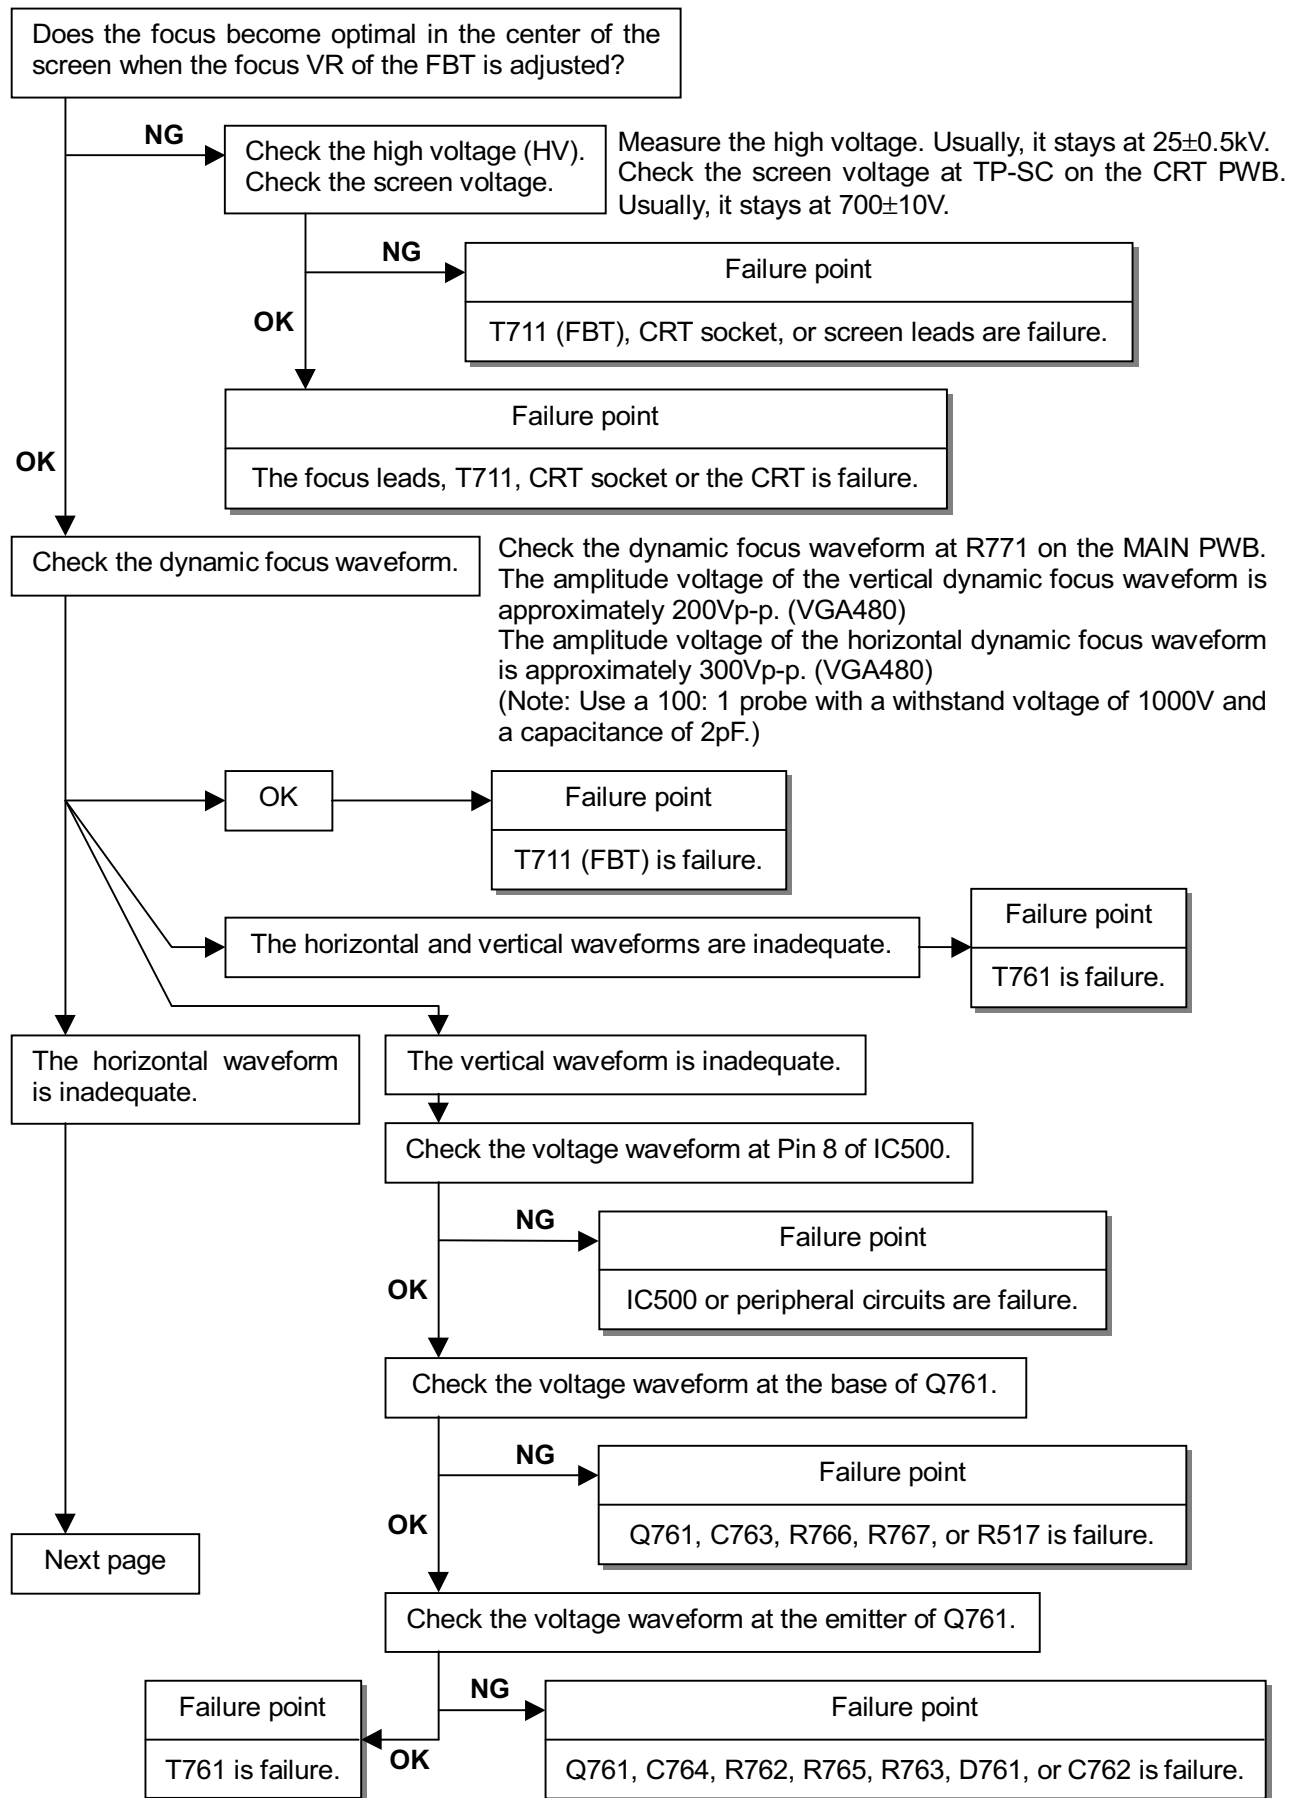 Does the focus become optimal in the center of the
screen when the focus VR of the FBT is adjusted?
NG
Check the high voltage (HV).
Check the screen voltage.
Measure the high voltage. Usually, it stays at 25±0.5kV.
Check the screen voltage at TP-SC on the CRT PWB.
Usually, it stays at 700±10V.
NG
Failure point
T711 (FBT), CRT socket, or screen leads are failure.
OK
Failure point
The focus leads, T711, CRT socket or the CRT is failure.
OK
Check the dynamic focus waveform.
Check the dynamic focus waveform at R771 on the MAIN PWB.
The amplitude voltage of the vertical dynamic focus waveform is
approximately 200Vp-p. (VGA480)
The amplitude voltage of the horizontal dynamic focus waveform
is approximately 300Vp-p. (VGA480)
(Note: Use a 100: 1 probe with a withstand voltage of 1000V and
a capacitance of 2pF.)
OK
Failure point
T711 (FBT) is failure.
The horizontal and vertical waveforms are inadequate.
Failure point
T761 is failure.
The horizontal waveform
is inadequate.
The vertical waveform is inadequate.
Check the voltage waveform at Pin 8 of IC500.
NG
Failure point
IC500 or peripheral circuits are failure.
OK
Check the voltage waveform at the base of Q761.
NG
Failure point
Q761, C763, R766, R767, or R517 is failure.
OK
Next page
Check the voltage waveform at the emitter of Q761.
NG
Failure point
Q761, C764, R762, R765, R763, D761, or C762 is failure.
OK
Failure point
T761 is failure.